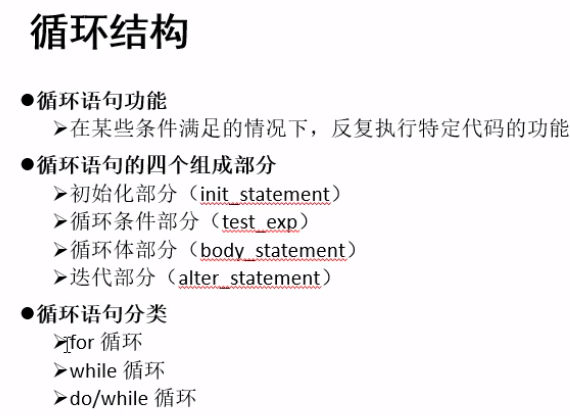 循环结构
●循环语句功能
➢在某些条件满足的情况下，反复执行特定代码的功能
●循环语句的四个组成部分
➢初始化部分（init_statement）
➢循环条件部分（test_exp）
➢循环体部分（body_statement）
➢迭代部分（alter_statement）
●循环语句分类
➢for 循环
➢while 循环
➢do/while 循环